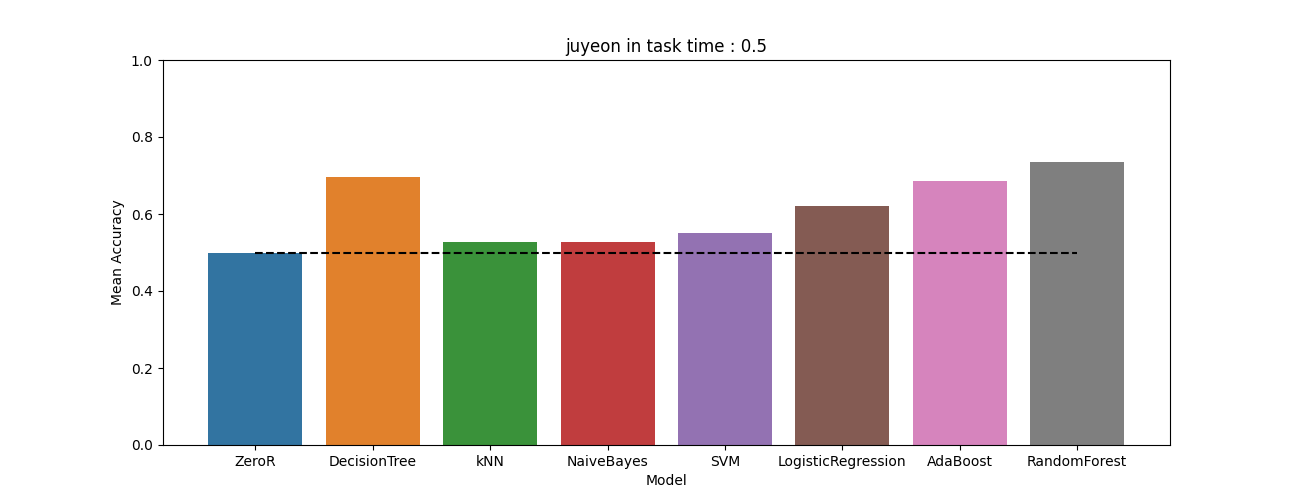 juyeon in task time : 0.5
1.0
0.8
0.6
0.4
0.2
0.0
Mean Accuracy
ZeroR DecisionTree kNN NaiveBayes SVM LogisticRegression AdaBoost RandomForest
Model